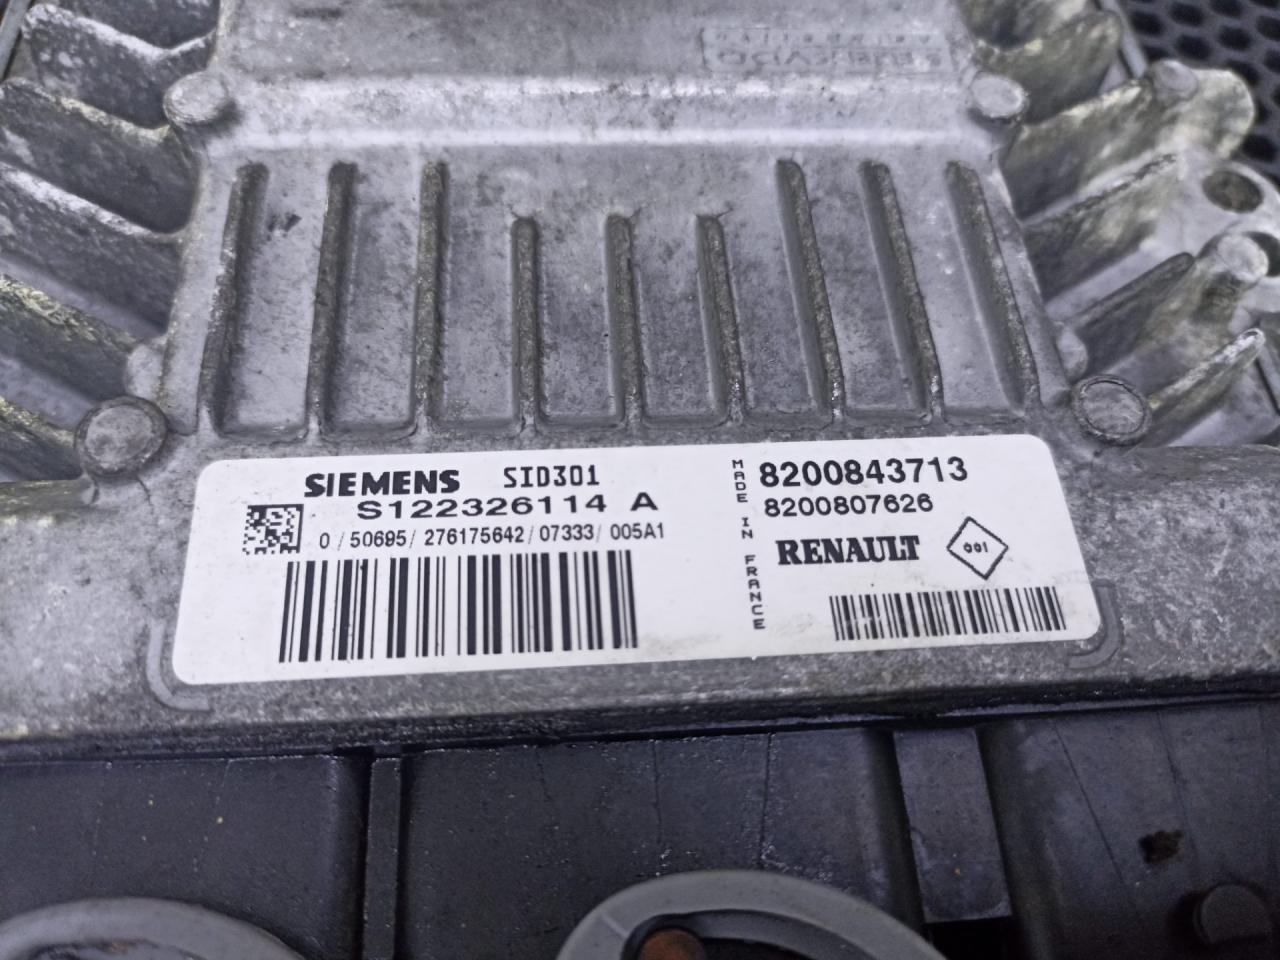 SIEMENS SID301
S122326114 A
0 / 50695 / 276175642 / 07333 / 005A1
MADE IN FRANCE
8200843713
8200807626
RENAULT 001